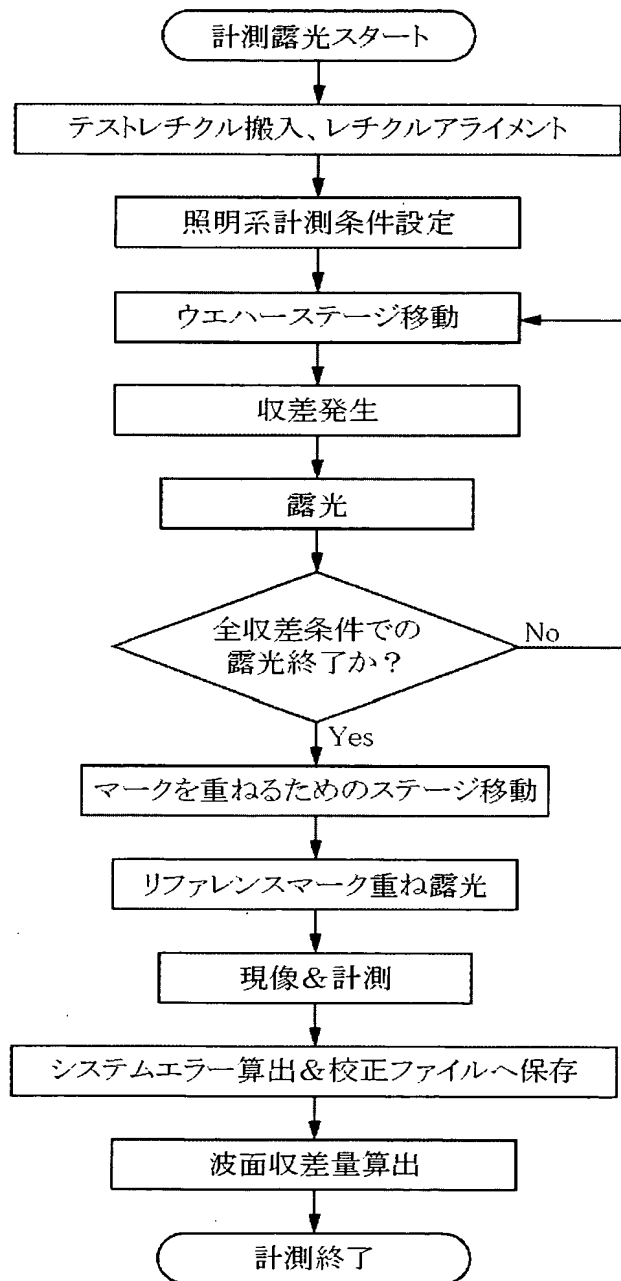 計測露光スタート
テストレチクル搬入、レチクルアライメント
照明系計測条件設定
ウエハーステージ移動
収差発生
露光
全収差条件での
露光終了か?
No
Yes
マークを重ねるためのステージ移動
リファレンスマーク重ね露光
現像&計測
システムエラー算出&校正ファイルへ保存
波面収差量算出
計測終了